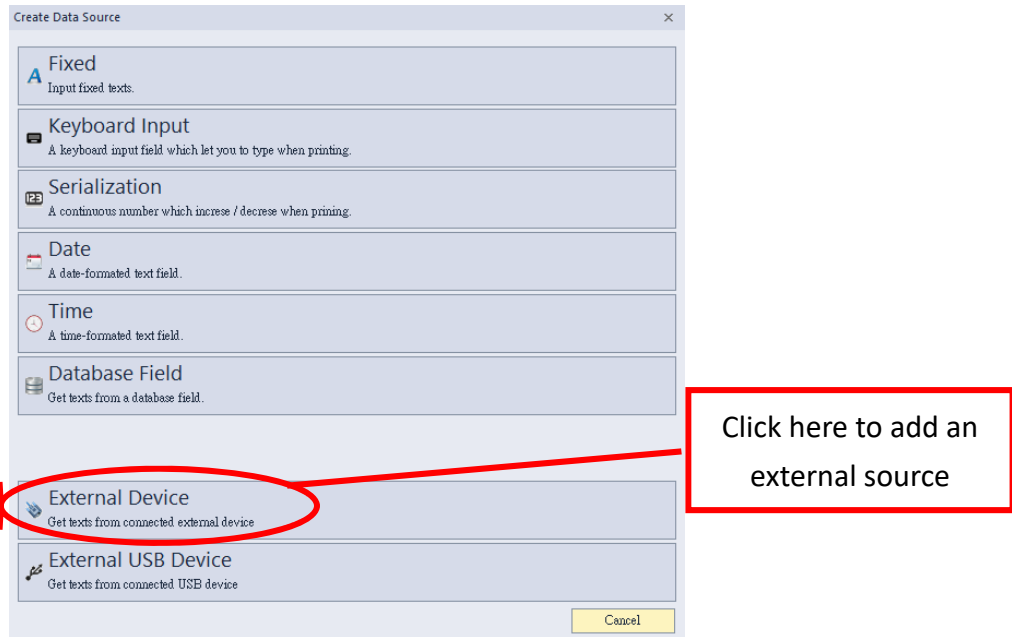 Create Data Source
Fixed
Input fixed texts.
Keyboard Input
A keyboard input field which let you to type when printing.
Serialization
A continuous number which increse / decrese when prining.
Date
A date-formated text field.
Time
A time-formated text field.
Database Field
Get texts from a database field.
External Device
Get texts from connected external device
External USB Device
Get texts from connected USB device
Cancel
Click here to add an
external source